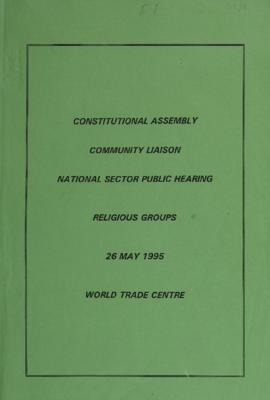 CONSTITUTIONAL ASSEMBLY
COMMUNITY LIAISON
NATIONAL SECTOR PUBLIC HEARING
RELIGIOUS GROUPS
26 MAY 1995
WORLD TRADE CENTRE